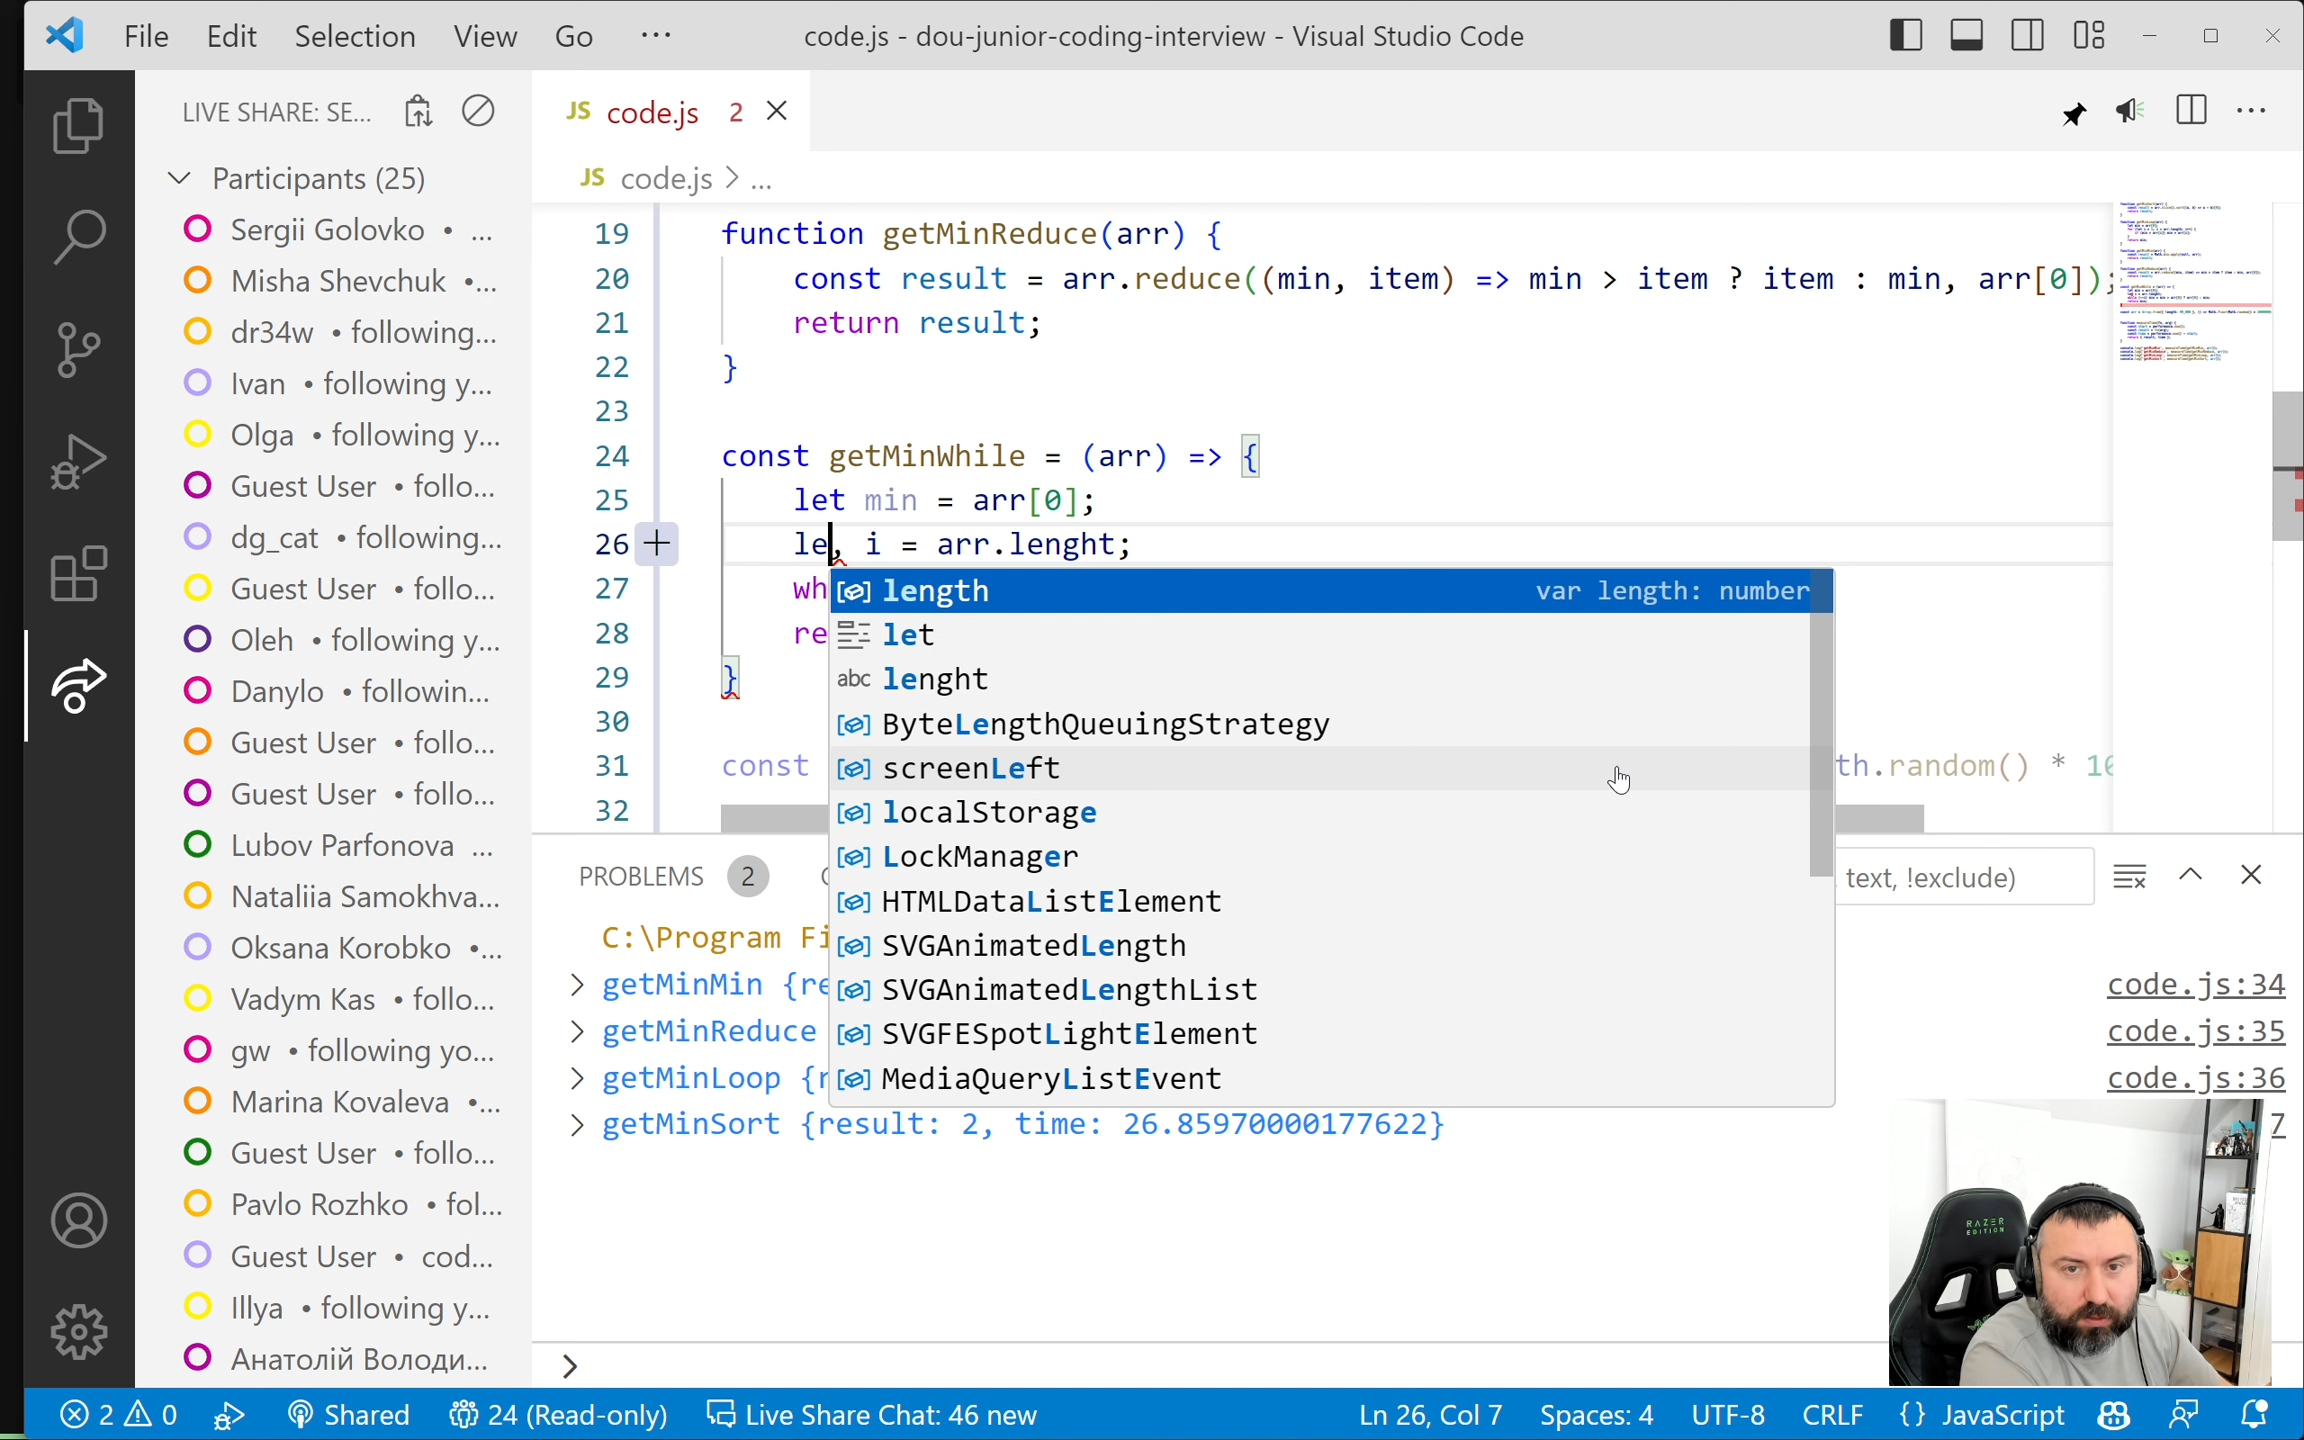 File Edit Selection View Go ··· code.js - dou-junior-coding-interview - Visual Studio Code
LIVE SHARE: SE...
Participants (25)
Sergii Golovko • ...
Misha Shevchuk •...
dr34w • following...
Ivan • following y...
Olga • following y...
Guest User • follo...
dg_cat • following...
Guest User • follo...
Oleh • following y...
Danylo • followin...
Guest User • follo...
Guest User • follo...
Lubov Parfonova ...
Nataliia Samokhva...
Oksana Korobko •...
Vadym Kas • follo...
gw • following yo...
Marina Kovaleva •...
Guest User • follo...
Pavlo Rozhko • fol...
Guest User • cod...
Illya • following y...
Анатолій Володи...
JS code.js 2
JS code.js > ...
19 function getMinReduce(arr) {
20 const result = arr.reduce((min, item) => min > item ? item : min, arr[0]);
21 return result;
22 }
23
24 const getMinWhile = (arr) => {
25 let min = arr[0];
26 le, i = arr.lenght;
27 wh
28 re
29 }
30
31 const th.random() * 10
32
length var length: number
let
abc lenght
ByteLengthQueuingStrategy
screenLeft
localStorage
LockManager
HTMLDataListElement
SVGAnimatedLength
SVGAnimatedLengthList
SVGFESpotLightElement
MediaQueryListEvent
PROBLEMS 2 text, !exclude)
C:\Program Fi
> getMinMin {re code.js:34
> getMinReduce code.js:35
> getMinLoop {r code.js:36
> getMinSort {result: 2, time: 26.85970000177622} 7
>
RAZER
EDITION
2 0 Shared 24 (Read-only) Live Share Chat: 46 new Ln 26, Col 7 Spaces: 4 UTF-8 CRLF {} JavaScript